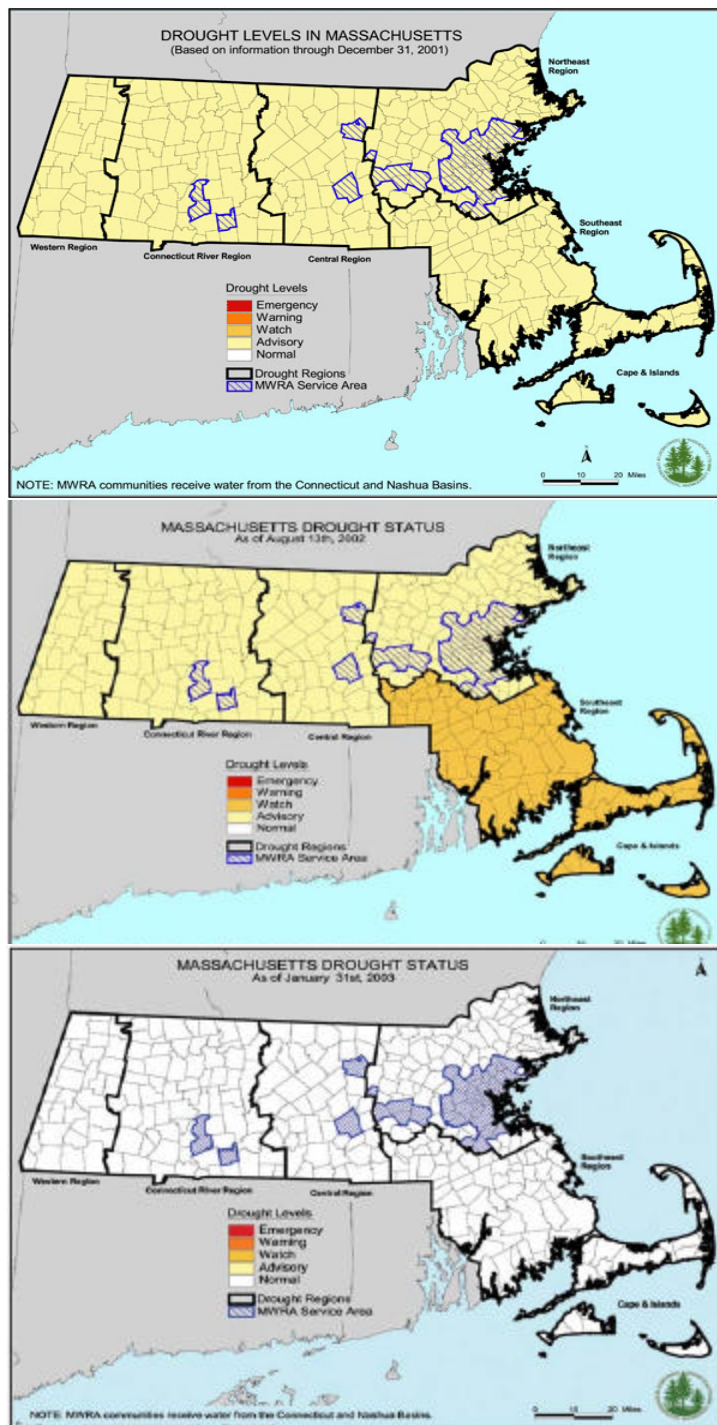 DROUGHT LEVELS IN MASSACHUSETTS
(Based on information through December 31, 2001)
Northeast
Region
Southeast
Region
Western Region
Connecticut River Region
Central Region
Drought Levels
Emergency
Warning
Watch
Advisory
Normal
Drought Regions
MWRA Service Area
Cape & Islands
0 10 20 Miles
NOTE: MWRA communities receive water from the Connecticut and Nashua Basins.
MASSACHUSETTS DROUGHT STATUS
As of August 13th, 2002
Northeast
Region
Southeast
Region
Western Region
Connecticut River Region
Central Region
Drought Levels
Emergency
Warning
Watch
Advisory
Normal
Drought Regions
MWRA Service Area
Cape & Islands
MASSACHUSETTS DROUGHT STATUS
As of January 31st, 2003
Northeast
Region
Southeast
Region
Western Region
Connecticut River Region
Central Region
Drought Levels
Emergency
Warning
Watch
Advisory
Normal
Drought Regions
MWRA Service Area
Cape & Islands
0 10 20 Miles
NOTE: MWRA communities receive water from the Connecticut and Nashua Basins.